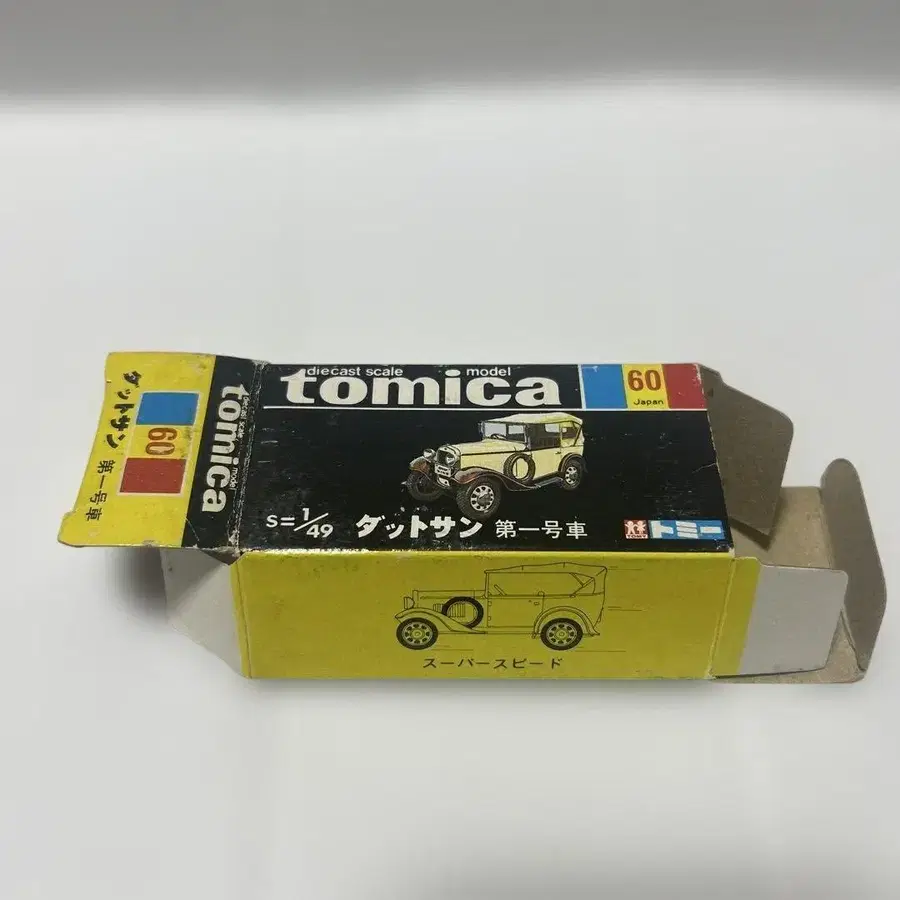 ダットサン 第一号車
60
tomica
diecast scale model
diecast scale model
tomica
60
Japan
S=1/49 ダットサン 第一号車
TOMY トミー
スーパースピード